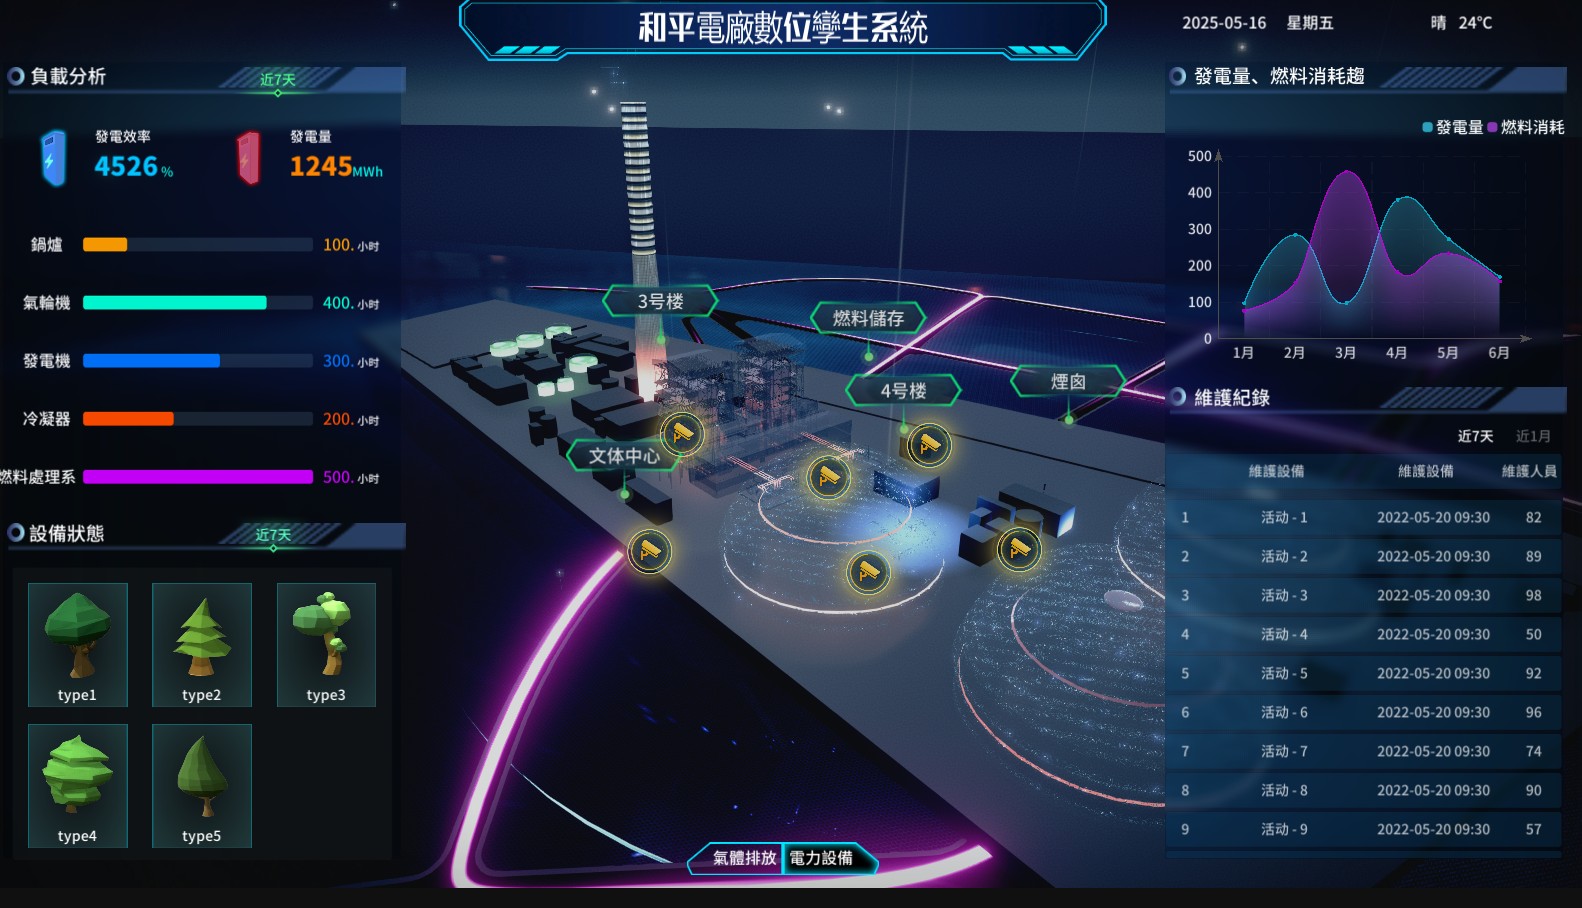 和平電廠數位孿生系統
2025-05-16 星期五 晴 24℃
負載分析
近7天
發電效率
4526 %
發電量
1245 MWh
鍋爐 100. 小时
氣輪機 400. 小时
發電機 300. 小时
冷凝器 200. 小时
燃料處理系 500. 小时
設備狀態
近7天
type1
type2
type3
type4
type5
3号楼
燃料儲存
4号楼
煙囪
文体中心
氣體排放 電力設備
發電量、燃料消耗趨
發電量 燃料消耗
500
400
300
200
100
0
1月 2月 3月 4月 5月 6月
維護紀錄
近7天 近1月
維護設備 維護設備 維護人員
1 活动 - 1 2022-05-20 09:30 82
2 活动 - 2 2022-05-20 09:30 89
3 活动 - 3 2022-05-20 09:30 98
4 活动 - 4 2022-05-20 09:30 50
5 活动 - 5 2022-05-20 09:30 92
6 活动 - 6 2022-05-20 09:30 96
7 活动 - 7 2022-05-20 09:30 74
8 活动 - 8 2022-05-20 09:30 90
9 活动 - 9 2022-05-20 09:30 57